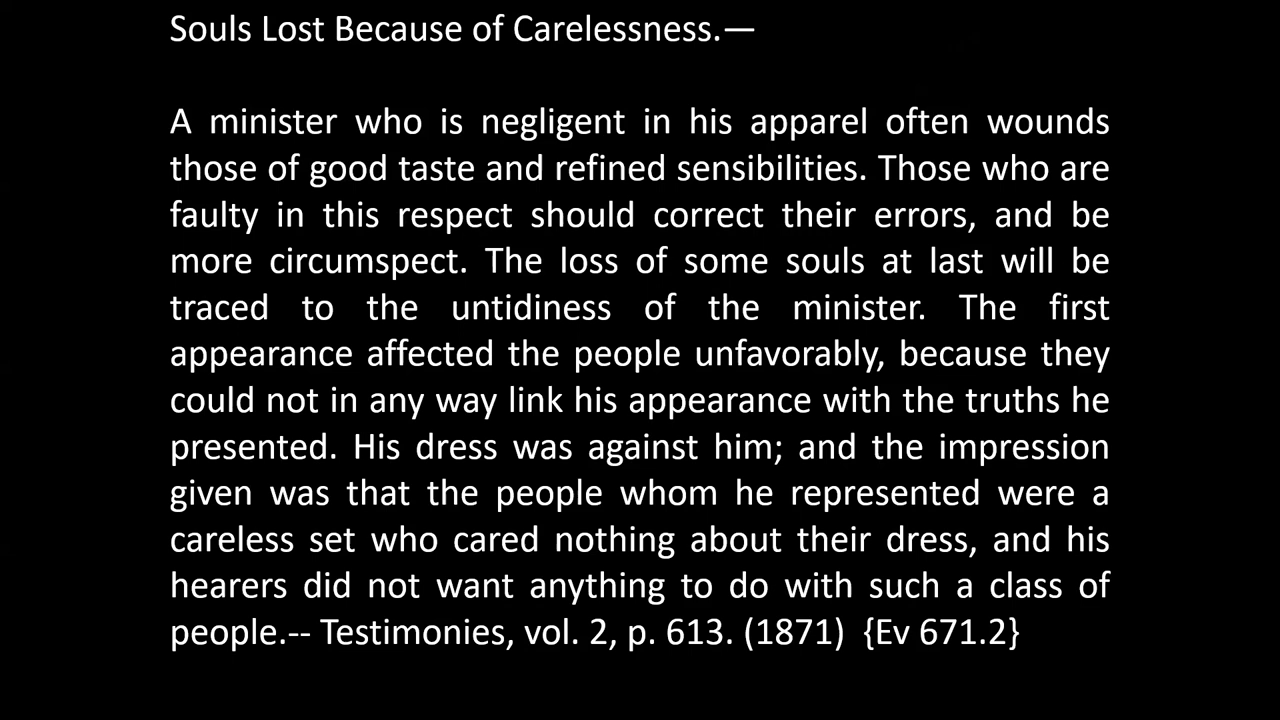 Souls Lost Because of Carelessness.—
A minister who is negligent in his apparel often wounds
those of good taste and refined sensibilities. Those who are
faulty in this respect should correct their errors, and be
more circumspect. The loss of some souls at last will be
traced to the untidiness of the minister. The first
appearance affected the people unfavorably, because they
could not in any way link his appearance with the truths he
presented. His dress was against him; and the impression
given was that the people whom he represented were a
careless set who cared nothing about their dress, and his
hearers did not want anything to do with such a class of
people.-- Testimonies, vol. 2, p. 613. (1871)  {Ev 671.2}